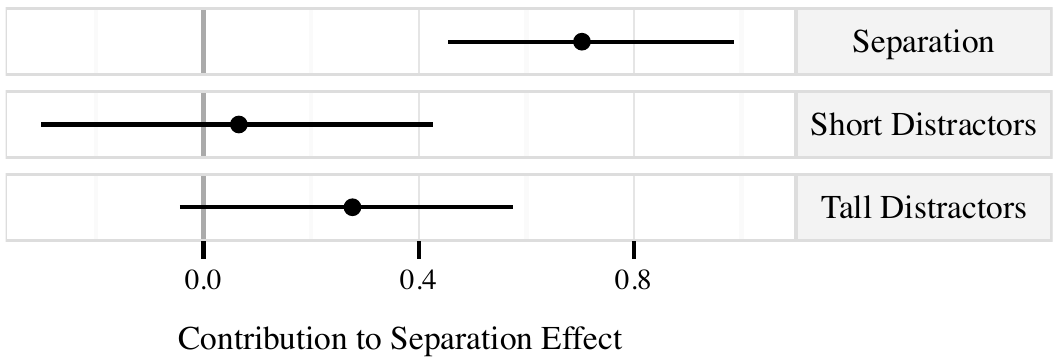 Separation
Short Distractors
Tall Distractors
0.0 0.4 0.8
Contribution to Separation Effect